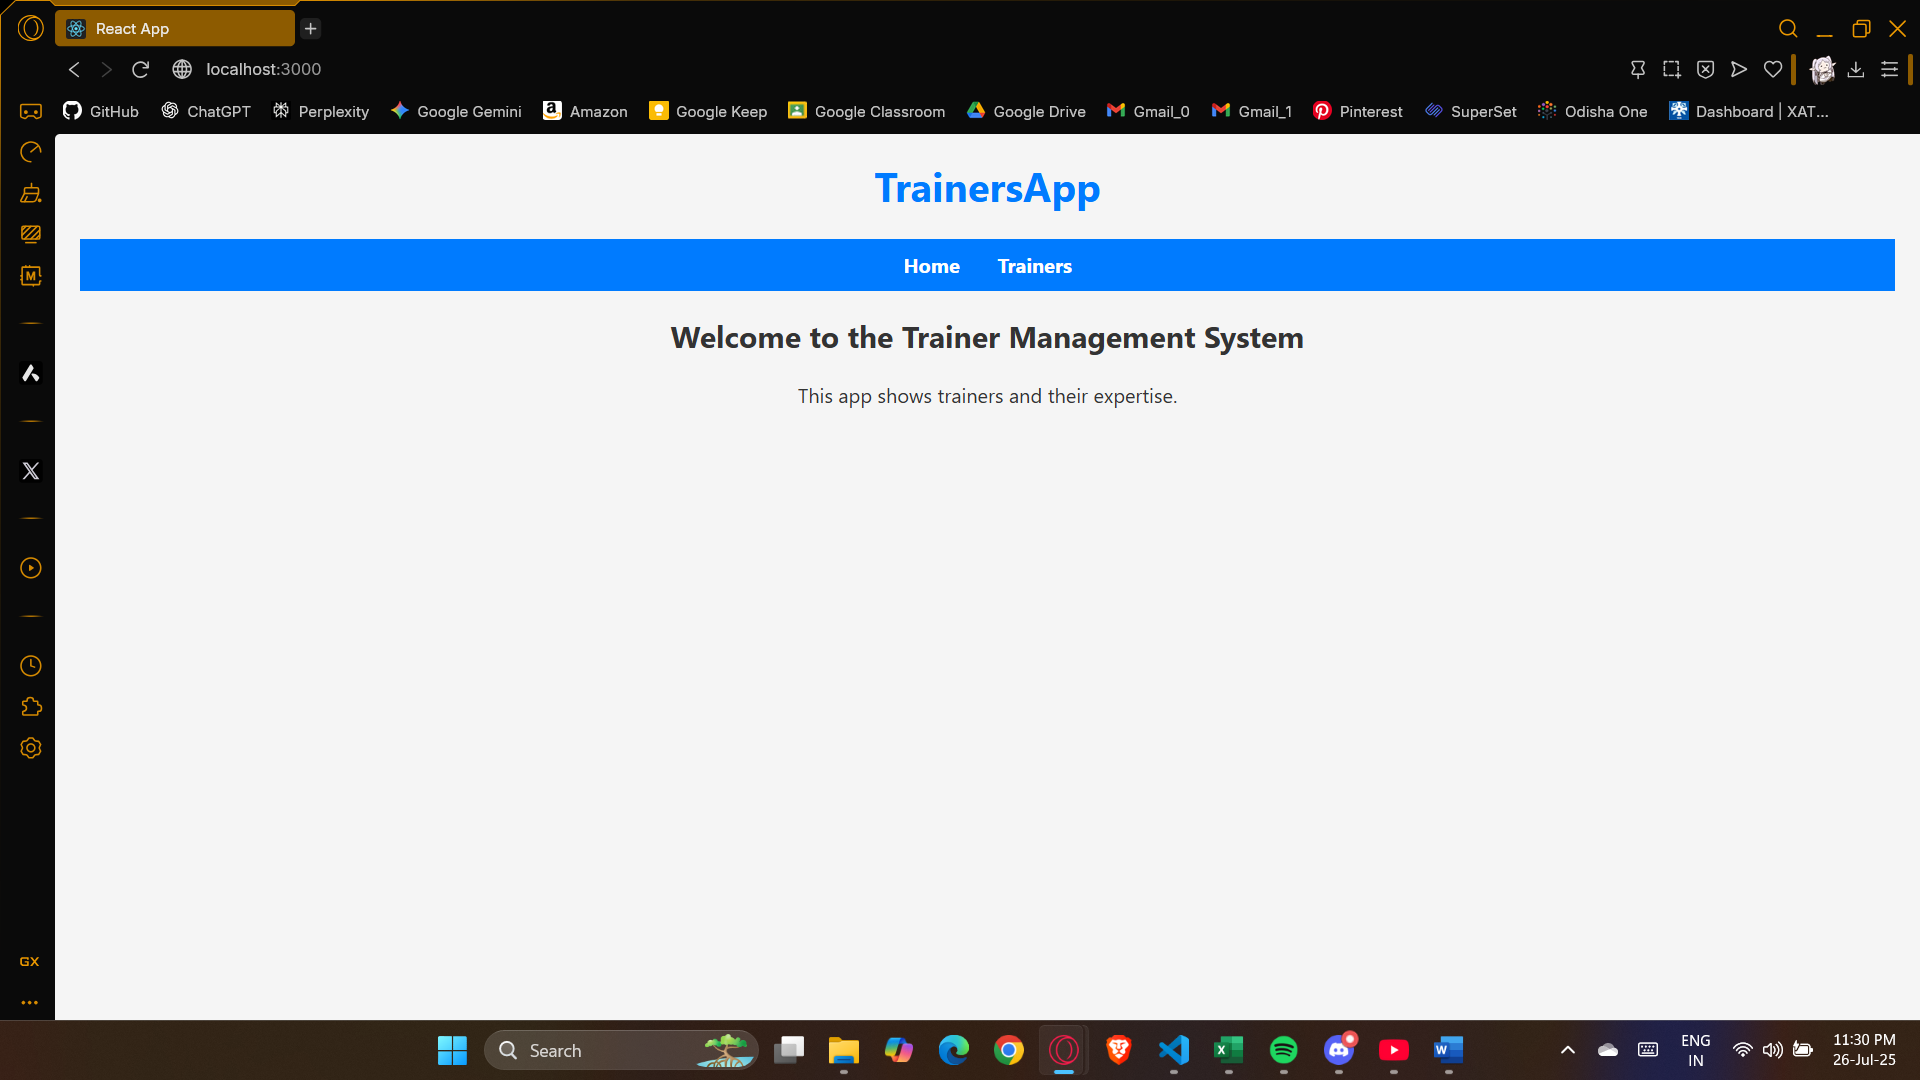 React App
localhost:3000
GitHub ChatGPT Perplexity Google Gemini Amazon Google Keep Google Classroom Google Drive Gmail_0 Gmail_1 Pinterest SuperSet Odisha One Dashboard | XAT...
TrainersApp
Home Trainers
Welcome to the Trainer Management System
This app shows trainers and their expertise.
M
GX
Search
ENG
IN
11:30 PM
26-Jul-25